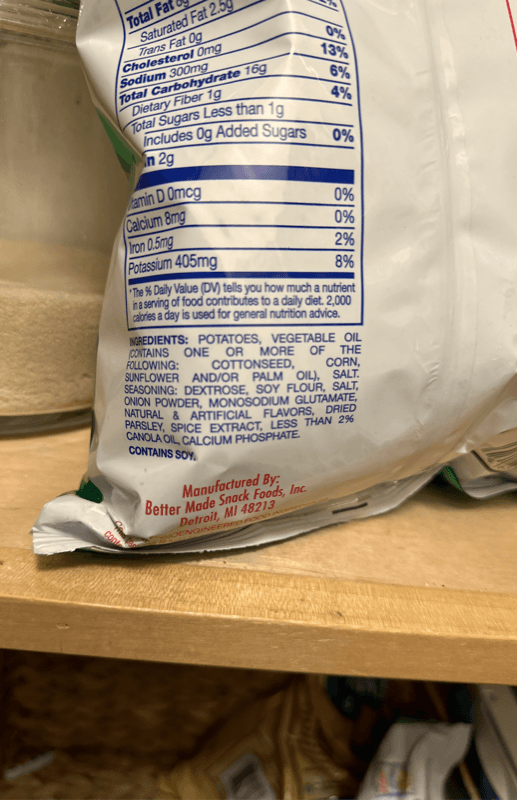 Total Fat
Saturated Fat 2.5g
Trans Fat 0g 0%
Cholesterol 0mg 13%
Sodium 300mg 6%
Total Carbohydrate 16g 4%
Dietary Fiber 1g
Total Sugars Less than 1g
Includes 0g Added Sugars 0%
in 2g
tamin D 0mcg 0%
Calcium 8mg 0%
Iron 0.5mg 2%
Potassium 405mg 8%
*The % Daily Value (DV) tells you how much a nutrient
in a serving of food contributes to a daily diet. 2,000
calories a day is used for general nutrition advice.
INGREDIENTS: POTATOES, VEGETABLE OIL
(CONTAINS ONE OR MORE OF THE
FOLLOWING: COTTONSEED, CORN,
SUNFLOWER AND/OR PALM OIL), SALT.
SEASONING: DEXTROSE, SOY FLOUR, SALT,
ONION POWDER, MONOSODIUM GLUTAMATE,
NATURAL & ARTIFICIAL FLAVORS, DRIED
PARSLEY, SPICE EXTRACT, LESS THAN 2%
CANOLA OIL, CALCIUM PHOSPHATE.
CONTAINS SOY.
Manufactured By:
Better Made Snack Foods, Inc.
Detroit, MI 48213
BIOENGINEERED FOOD